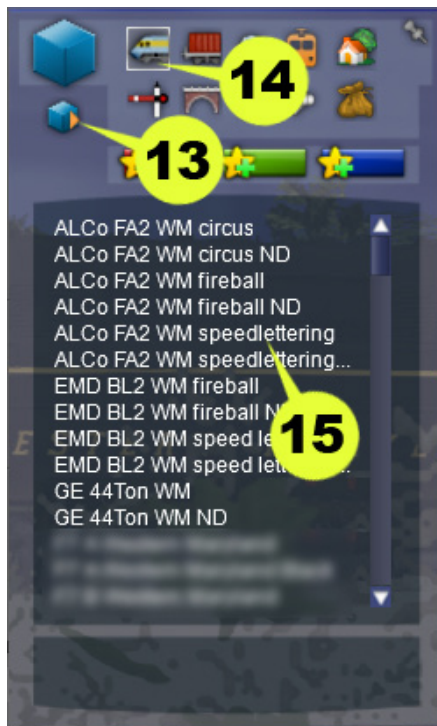 14
13
ALCo FA2 WM circus
ALCo FA2 WM circus ND
ALCo FA2 WM fireball
ALCo FA2 WM fireball ND
ALCo FA2 WM speedlettering
ALCo FA2 WM speedlettering...
EMD BL2 WM fireball
EMD BL2 WM fireball
EMD BL2 WM speed
15
EMD BL2 WM speed
GE 44Ton WM
GE 44Ton WM ND